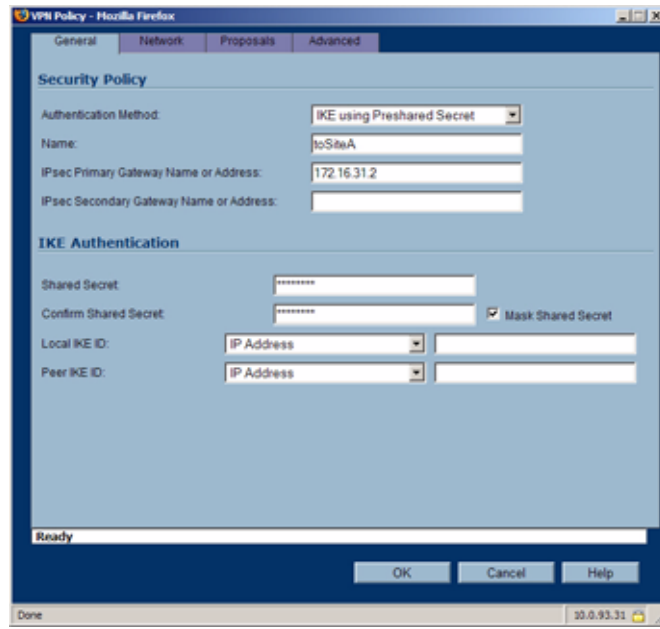 VPN Policy - Mozilla Firefox
General Network Proposals Advanced
Security Policy
Authentication Method: IKE using Preshared Secret
Name: toSiteA
IPsec Primary Gateway Name or Address: 172.16.31.2
IPsec Secondary Gateway Name or Address:
IKE Authentication
Shared Secret: ********
Confirm Shared Secret: ******** Mask Shared Secret
Local IKE ID: IP Address
Peer IKE ID: IP Address
Ready
OK Cancel Help
Done 10.0.93.31